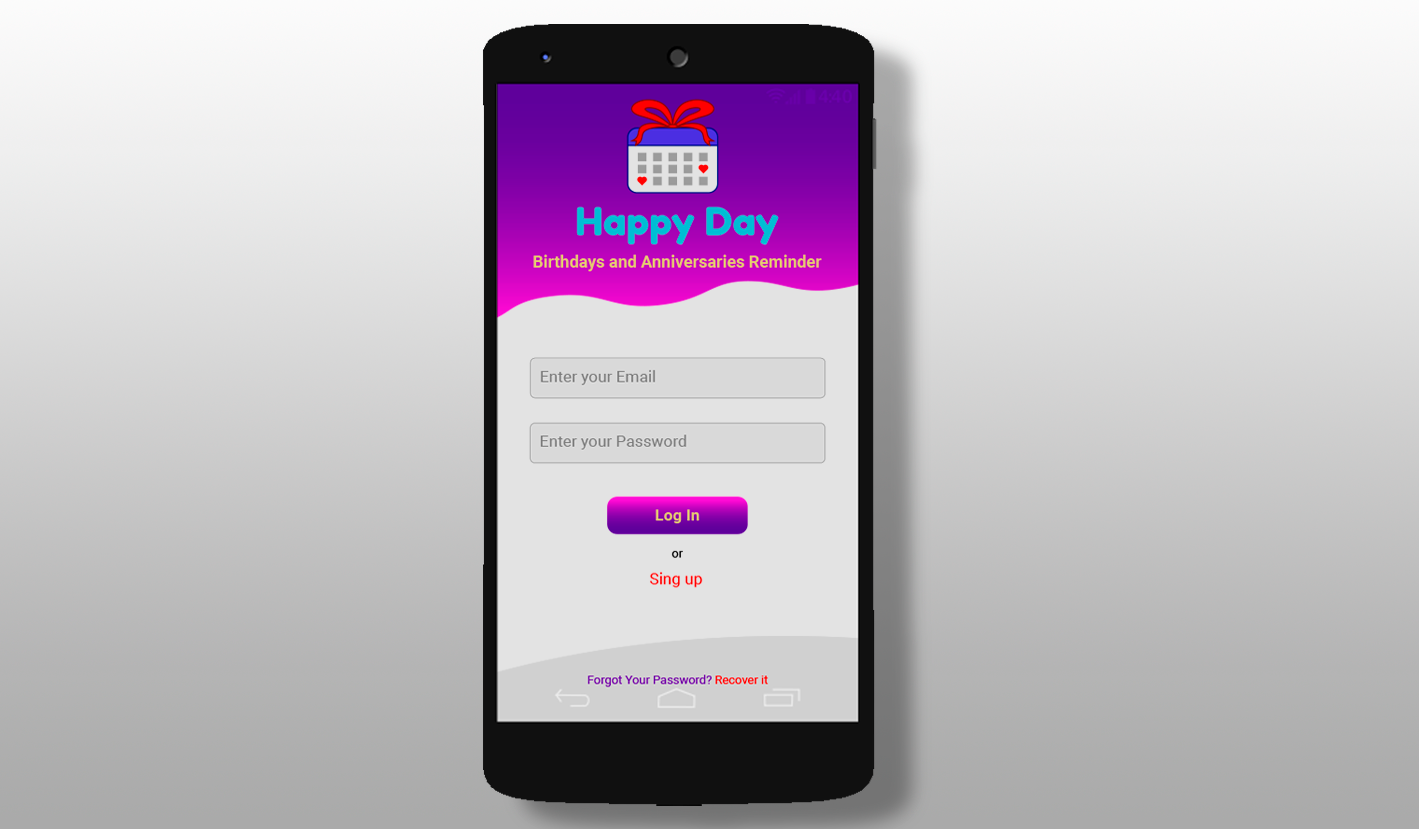 Happy Day
Birthdays and Anniversaries Reminder
Enter your Email
Enter your Password
Log In
or
Sing up
Forgot Your Password? Recover it